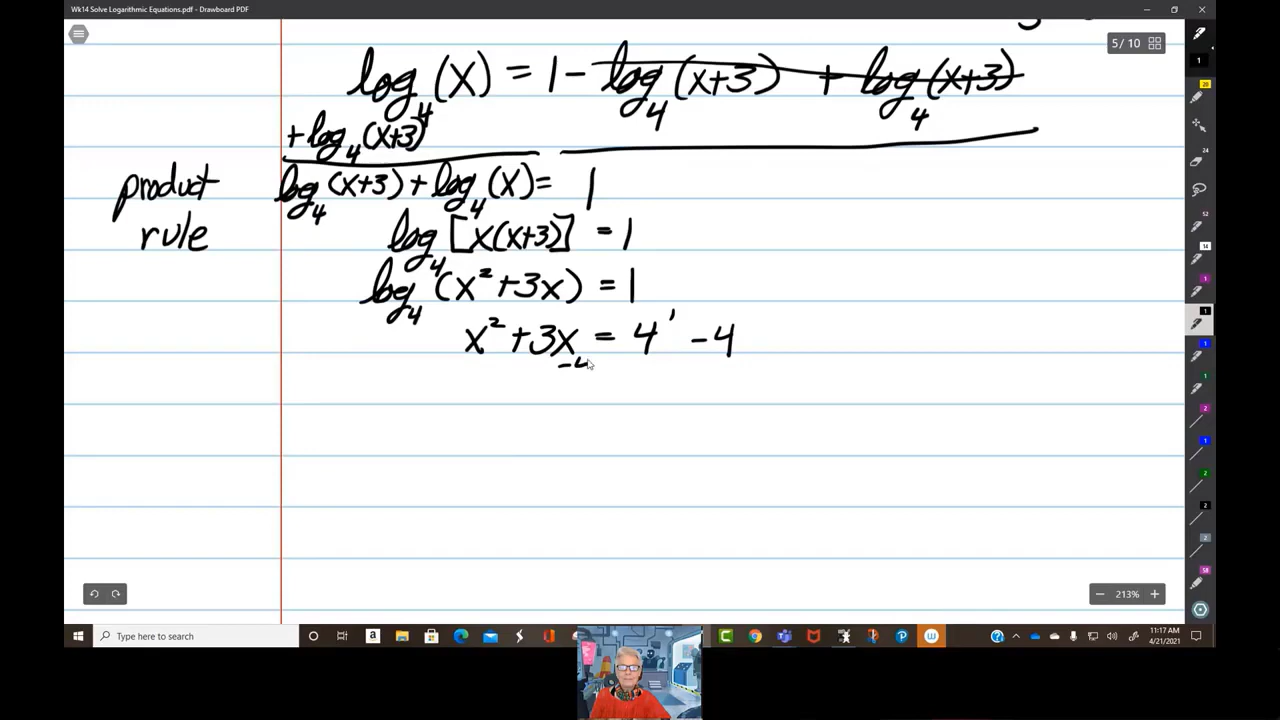 Wk14 Solve Logarithmic Equations.pdf - Drawboard PDF
5 / 10
log₄(x) = 1 - log₄(x+3) + log₄(x+3)
+ log₄(x+3)
product rule
log₄(x+3) + log₄(x) = 1
log₄[x(x+3)] = 1
log₄(x² + 3x) = 1
x² + 3x = 4¹ - 4
-4
213%
Type here to search
11:17 AM
4/21/2021